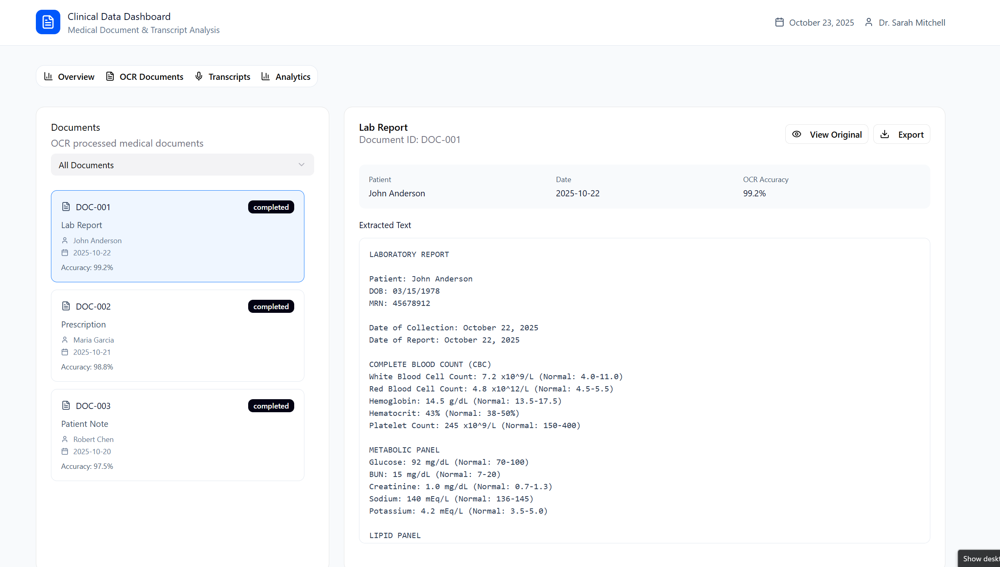 Clinical Data Dashboard
Medical Document & Transcript Analysis
October 23, 2025
Dr. Sarah Mitchell
Overview
OCR Documents
Transcripts
Analytics
Documents
OCR processed medical documents
All Documents
DOC-001
completed
Lab Report
John Anderson
2025-10-22
Accuracy: 99.2%
DOC-002
completed
Prescription
Maria Garcia
2025-10-21
Accuracy: 98.8%
DOC-003
completed
Patient Note
Robert Chen
2025-10-20
Accuracy: 97.5%
Lab Report
Document ID: DOC-001
View Original
Export
Patient
John Anderson
Date
2025-10-22
OCR Accuracy
99.2%
Extracted Text
LABORATORY REPORT
Patient: John Anderson
DOB: 03/15/1978
MRN: 45678912
Date of Collection: October 22, 2025
Date of Report: October 22, 2025
COMPLETE BLOOD COUNT (CBC)
White Blood Cell Count: 7.2 x10^9/L (Normal: 4.0-11.0)
Red Blood Cell Count: 4.8 x10^12/L (Normal: 4.5-5.5)
Hemoglobin: 14.5 g/dL (Normal: 13.5-17.5)
Hematocrit: 43% (Normal: 38-50%)
Platelet Count: 245 x10^9/L (Normal: 150-400)
METABOLIC PANEL
Glucose: 92 mg/dL (Normal: 70-100)
BUN: 15 mg/dL (Normal: 7-20)
Creatinine: 1.0 mg/dL (Normal: 0.7-1.3)
Sodium: 140 mEq/L (Normal: 136-145)
Potassium: 4.2 mEq/L (Normal: 3.5-5.0)
LIPID PANEL
Show